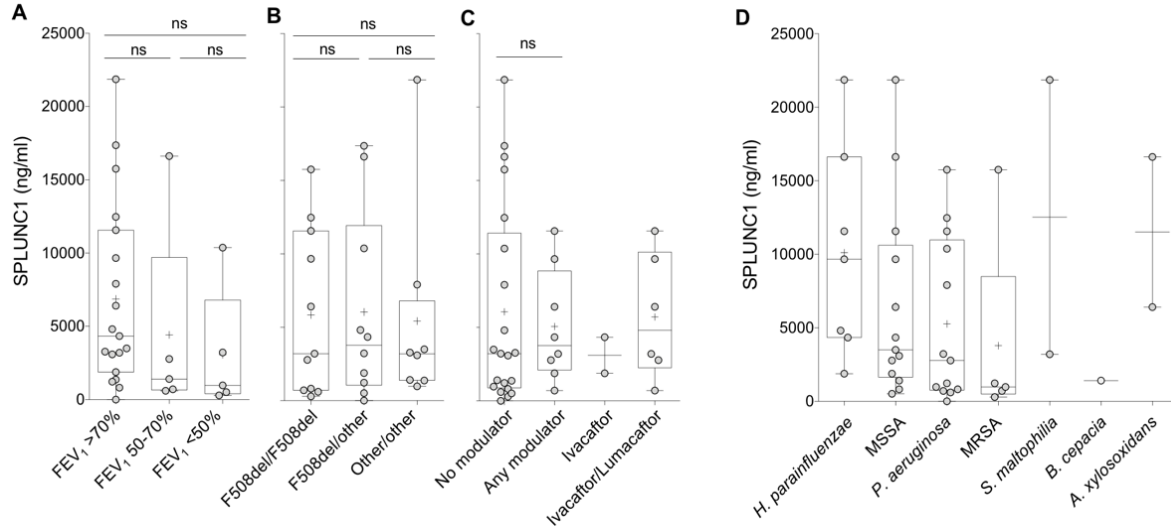 A
B
C
D
ns
ns
ns
ns
ns
ns
ns
SPLUNC1 (ng/ml)
25000
20000
15000
10000
5000
0
FEV₁ >70%
FEV₁ 50-70%
FEV₁ <50%
F508del/F508del
F508del/other
Other/other
No modulator
Any modulator
Ivacaftor
Ivacaftor/Lumacaftor
SPLUNC1 (ng/ml)
25000
20000
15000
10000
5000
0
H. parainfluenzae
MSSA
P. aeruginosa
MRSA
S. maltophilia
B. cepacia
A. xylosoxidans